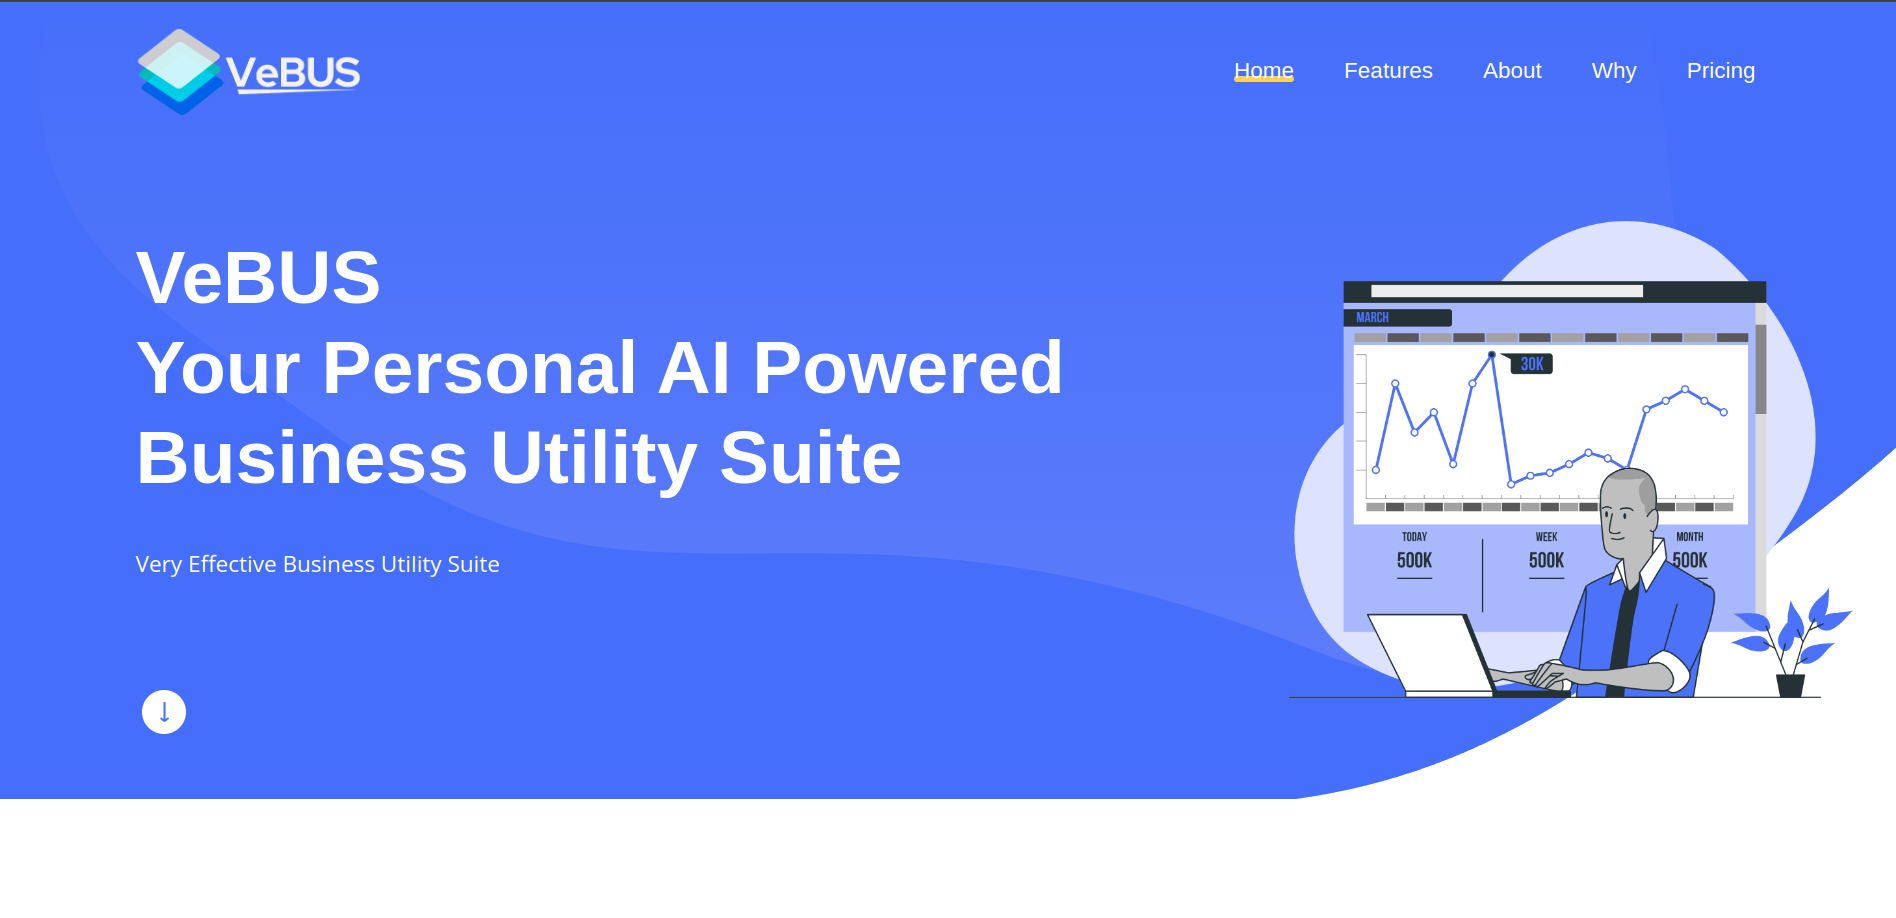 VeBUS
Home Features About Why Pricing
VeBUS
Your Personal AI Powered
Business Utility Suite
Very Effective Business Utility Suite
MARCH
30K
TODAY WEEK MONTH
500K 500K 500K